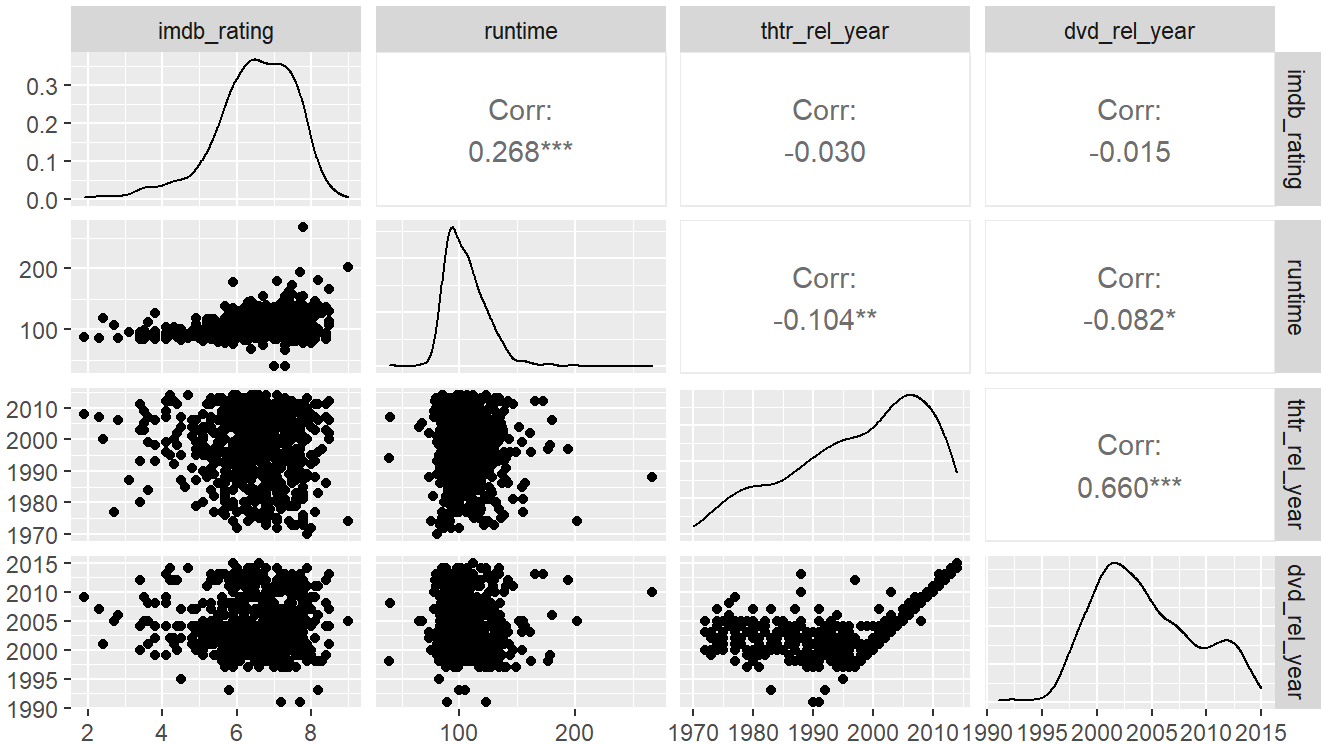 imdb_rating runtime thtr_rel_year dvd_rel_year
0.3
0.2
0.1
0.0
Corr:
0.268***
Corr:
-0.030
Corr:
-0.015
imdb_rating
200
100
Corr:
-0.104**
Corr:
-0.082*
runtime
2010
2000
1990
1980
1970
Corr:
0.660***
thtr_rel_year
2015
2010
2005
2000
1995
1990
dvd_rel_year
2 4 6 8
100 200
1970 1980 1990 2000 2010
1990 1995 2000 2005 2010 2015